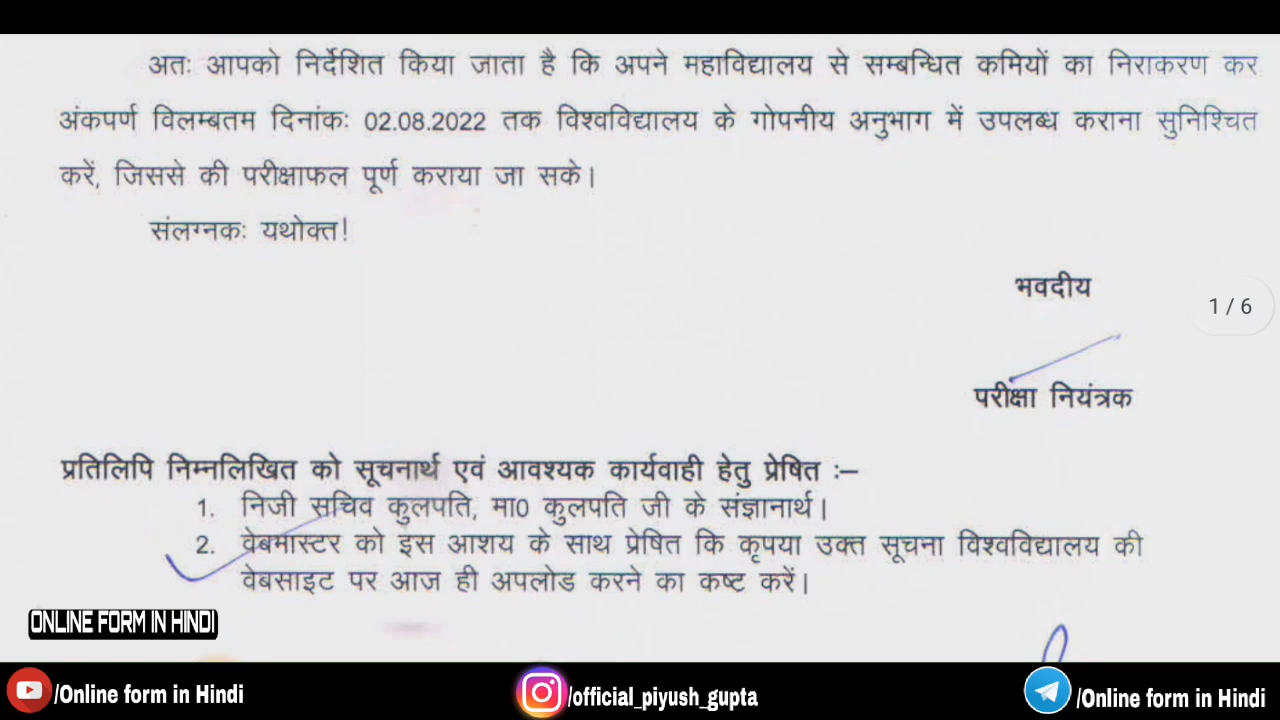 अतः आपको निर्देशित किया जाता है कि अपने महाविद्यालय से सम्बन्धित कमियों का निराकरण कर
अंकपर्ण विलम्बतम दिनांकः 02.08.2022 तक विश्वविद्यालय के गोपनीय अनुभाग में उपलब्ध कराना सुनिश्चित
करें, जिससे की परीक्षाफल पूर्ण कराया जा सके।
संलग्नकः यथोक्त!
भवदीय
1 / 6
परीक्षा नियंत्रक
प्रतिलिपि निम्नलिखित को सूचनार्थ एवं आवश्यक कार्यवाही हेतु प्रेषित :–
1. निजी सचिव कुलपति, मा0 कुलपति जी के संज्ञानार्थ।
2. वेबमास्टर को इस आशय के साथ प्रेषित कि कृपया उक्त सूचना विश्वविद्यालय की
वेबसाइट पर आज ही अपलोड करने का कष्ट करें।
ONLINE FORM IN HINDI
/Online form in Hindi
/official_piyush_gupta
/Online form in Hindi